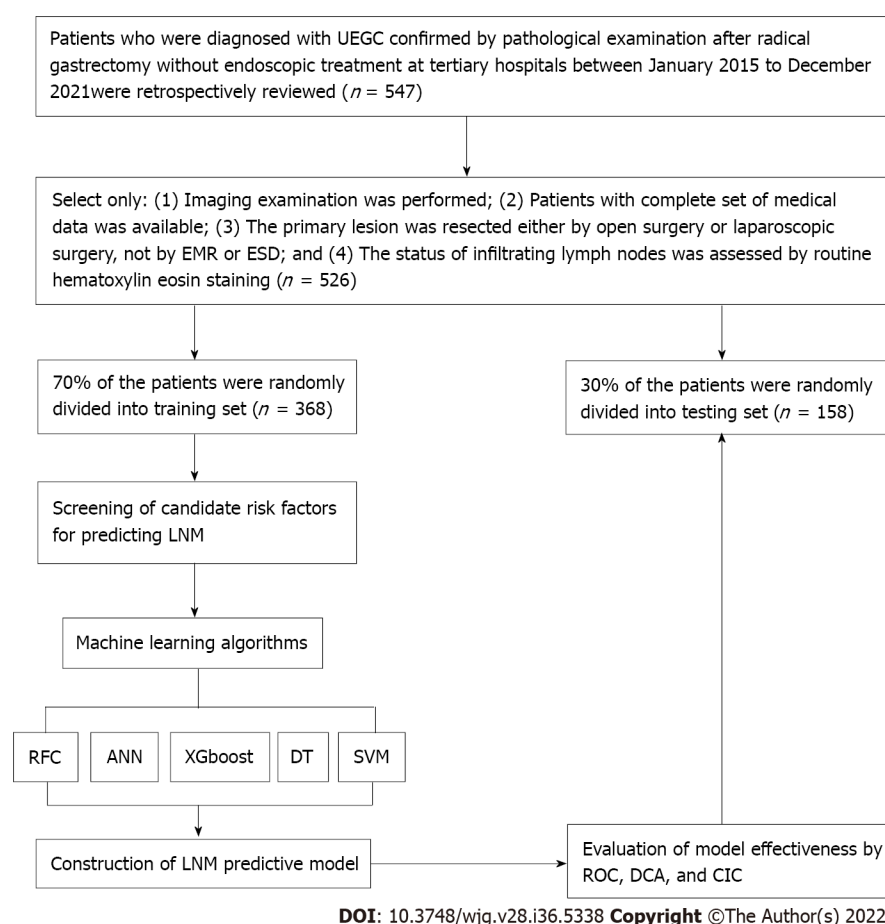 Patients who were diagnosed with UEGC confirmed by pathological examination after radical
gastrectomy without endoscopic treatment at tertiary hospitals between January 2015 to December
2021were retrospectively reviewed (n = 547)
Select only: (1) Imaging examination was performed; (2) Patients with complete set of medical
data was available; (3) The primary lesion was resected either by open surgery or laparoscopic
surgery, not by EMR or ESD; and (4) The status of infiltrating lymph nodes was assessed by routine
hematoxylin eosin staining (n = 526)
70% of the patients were randomly
divided into training set (n = 368)
30% of the patients were randomly
divided into testing set (n = 158)
Screening of candidate risk factors
for predicting LNM
Machine learning algorithms
RFC
ANN
XGboost
DT
SVM
Construction of LNM predictive model
Evaluation of model effectiveness by
ROC, DCA, and CIC
DOI: 10.3748/wjg.v28.i36.5338 Copyright ©The Author(s) 2022